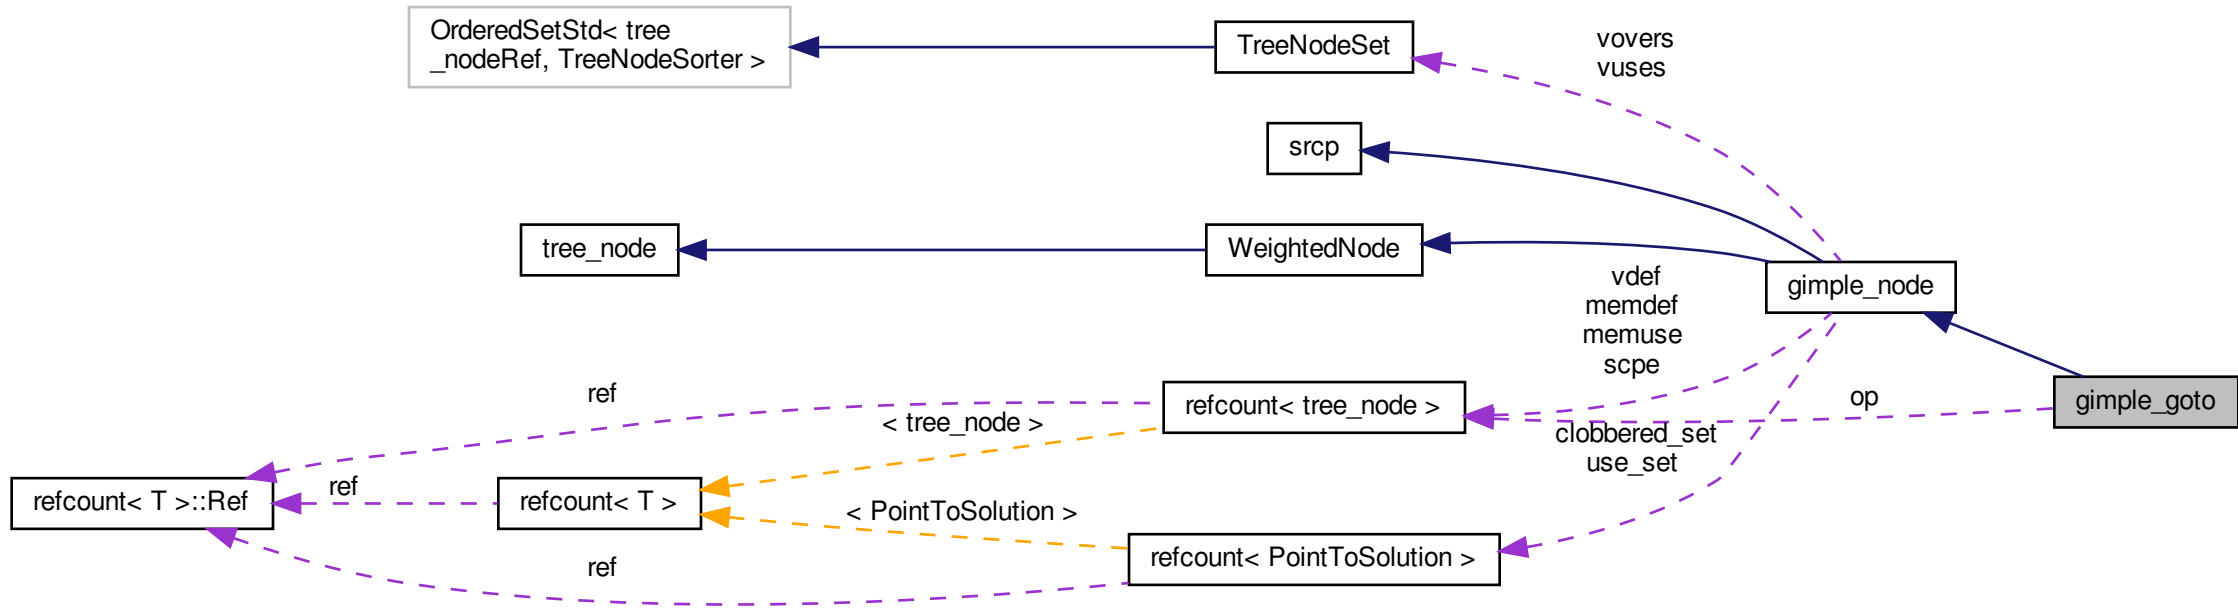 OrderedSetStd< tree
_nodeRef, TreeNodeSorter >
TreeNodeSet
vovers
vuses
srcp
tree_node
WeightedNode
gimple_node
vdef
memdef
memuse
scpe
ref
refcount< tree_node >
op
gimple_goto
< tree_node >
clobbered_set
use_set
refcount< T >::Ref
ref
refcount< T >
< PointToSolution >
refcount< PointToSolution >
ref